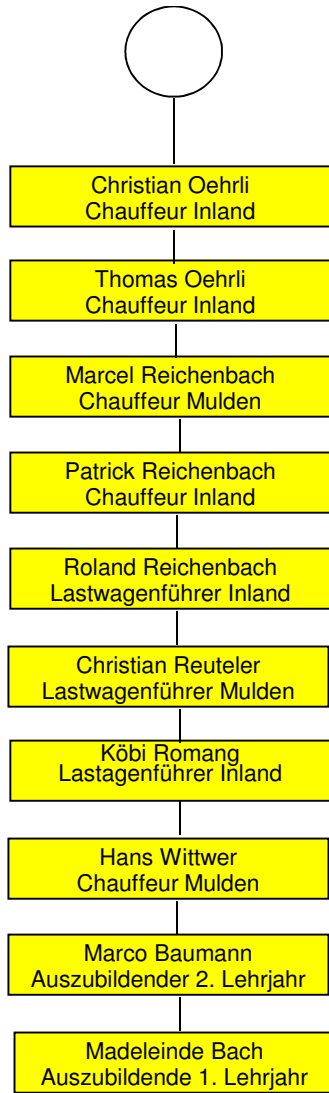 Christian Oehrli
Chauffeur Inland
Thomas Oehrli
Chauffeur Inland
Marcel Reichenbach
Chauffeur Mulden
Patrick Reichenbach
Chauffeur Inland
Roland Reichenbach
Lastwagenführer Inland
Christian Reuteler
Lastwagenführer Mulden
Köbi Romang
Lastagenführer Inland
Hans Wittwer
Chauffeur Mulden
Marco Baumann
Auszubildender 2. Lehrjahr
Madeleinde Bach
Auszubildende 1. Lehrjahr